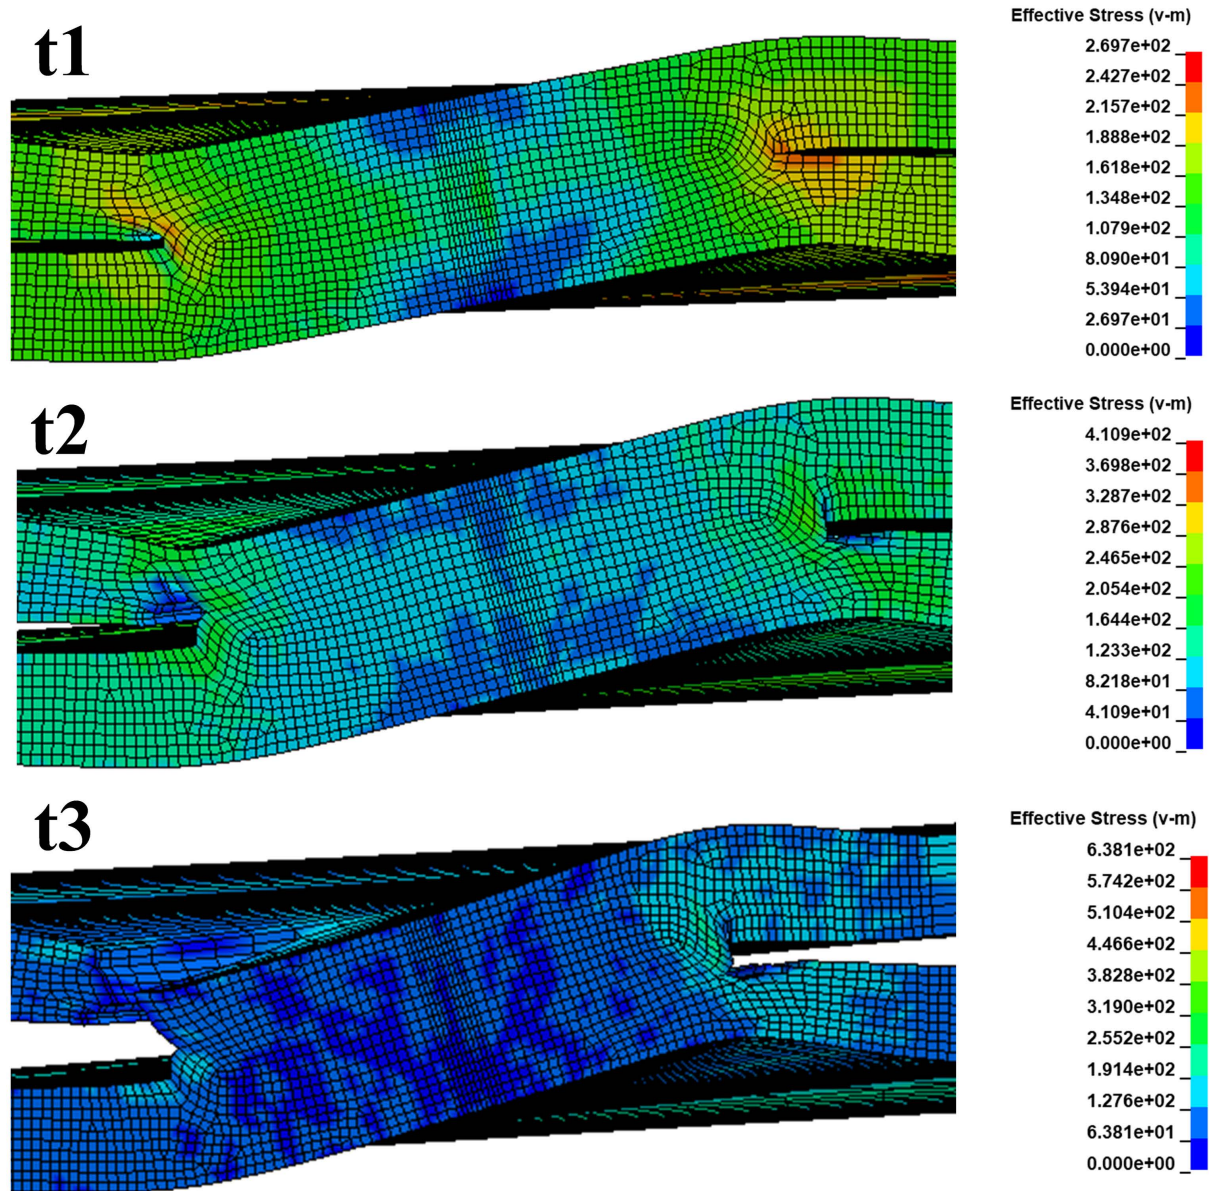 t1
Effective Stress (v-m)
2.697e+02
2.427e+02
2.157e+02
1.888e+02
1.618e+02
1.348e+02
1.079e+02
8.090e+01
5.394e+01
2.697e+01
0.000e+00
t2
Effective Stress (v-m)
4.109e+02
3.698e+02
3.287e+02
2.876e+02
2.465e+02
2.054e+02
1.644e+02
1.233e+02
8.218e+01
4.109e+01
0.000e+00
t3
Effective Stress (v-m)
6.381e+02
5.742e+02
5.104e+02
4.466e+02
3.828e+02
3.190e+02
2.552e+02
1.914e+02
1.276e+02
6.381e+01
0.000e+00